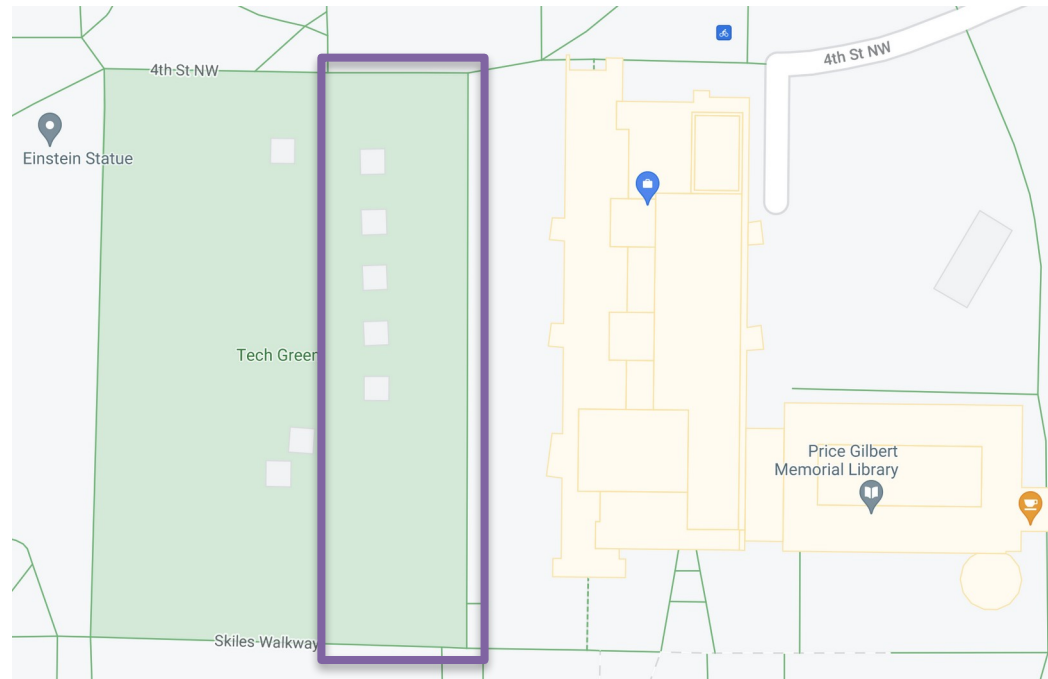 4th St NW
4th St NW
Einstein Statue
Tech Green
Price Gilbert
Memorial Library
Skiles Walkway